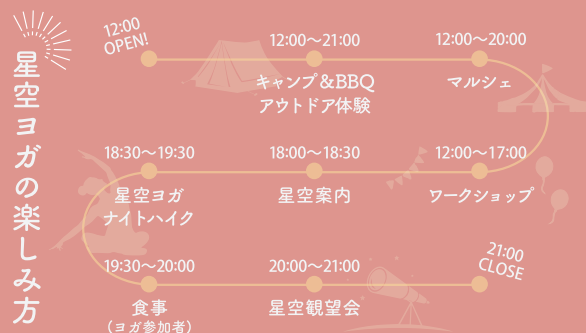 星空ヨガの楽しみ方
12:00
OPEN!
12:00〜21:00
キャンプ&BBQ
アウトドア体験
12:00〜20:00
マルシェ
12:00〜17:00
ワークショップ
18:00〜18:30
星空案内
18:30〜19:30
星空ヨガ
ナイトハイク
19:30〜20:00
食事
（ヨガ参加者）
20:00〜21:00
星空観望会
21:00
CLOSE